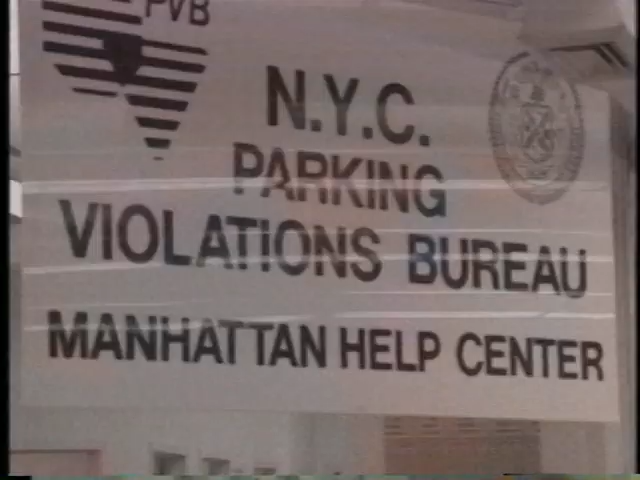 PVB
N.Y.C.
PARKING
VIOLATIONS BUREAU
MANHATTAN HELP CENTER